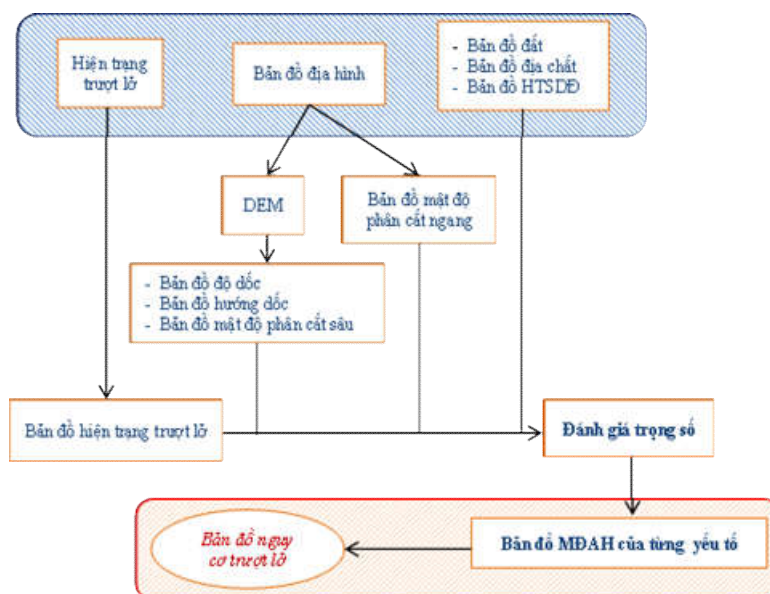 Hiện trạng
trượt lở
Bản đồ địa hình
- Bản đồ đất
- Bản đồ địa chất
- Bản đồ HTSDĐ
DEM
Bản đồ mật độ
phân cắt ngang
- Bản đồ độ dốc
- Bản đồ hướng dốc
- Bản đồ mật độ phân cắt sâu
Bản đồ hiện trạng trượt lở
Đánh giá trọng số
Bản đồ nguy
cơ trượt lở
Bản đồ MĐAH của từng yếu tố